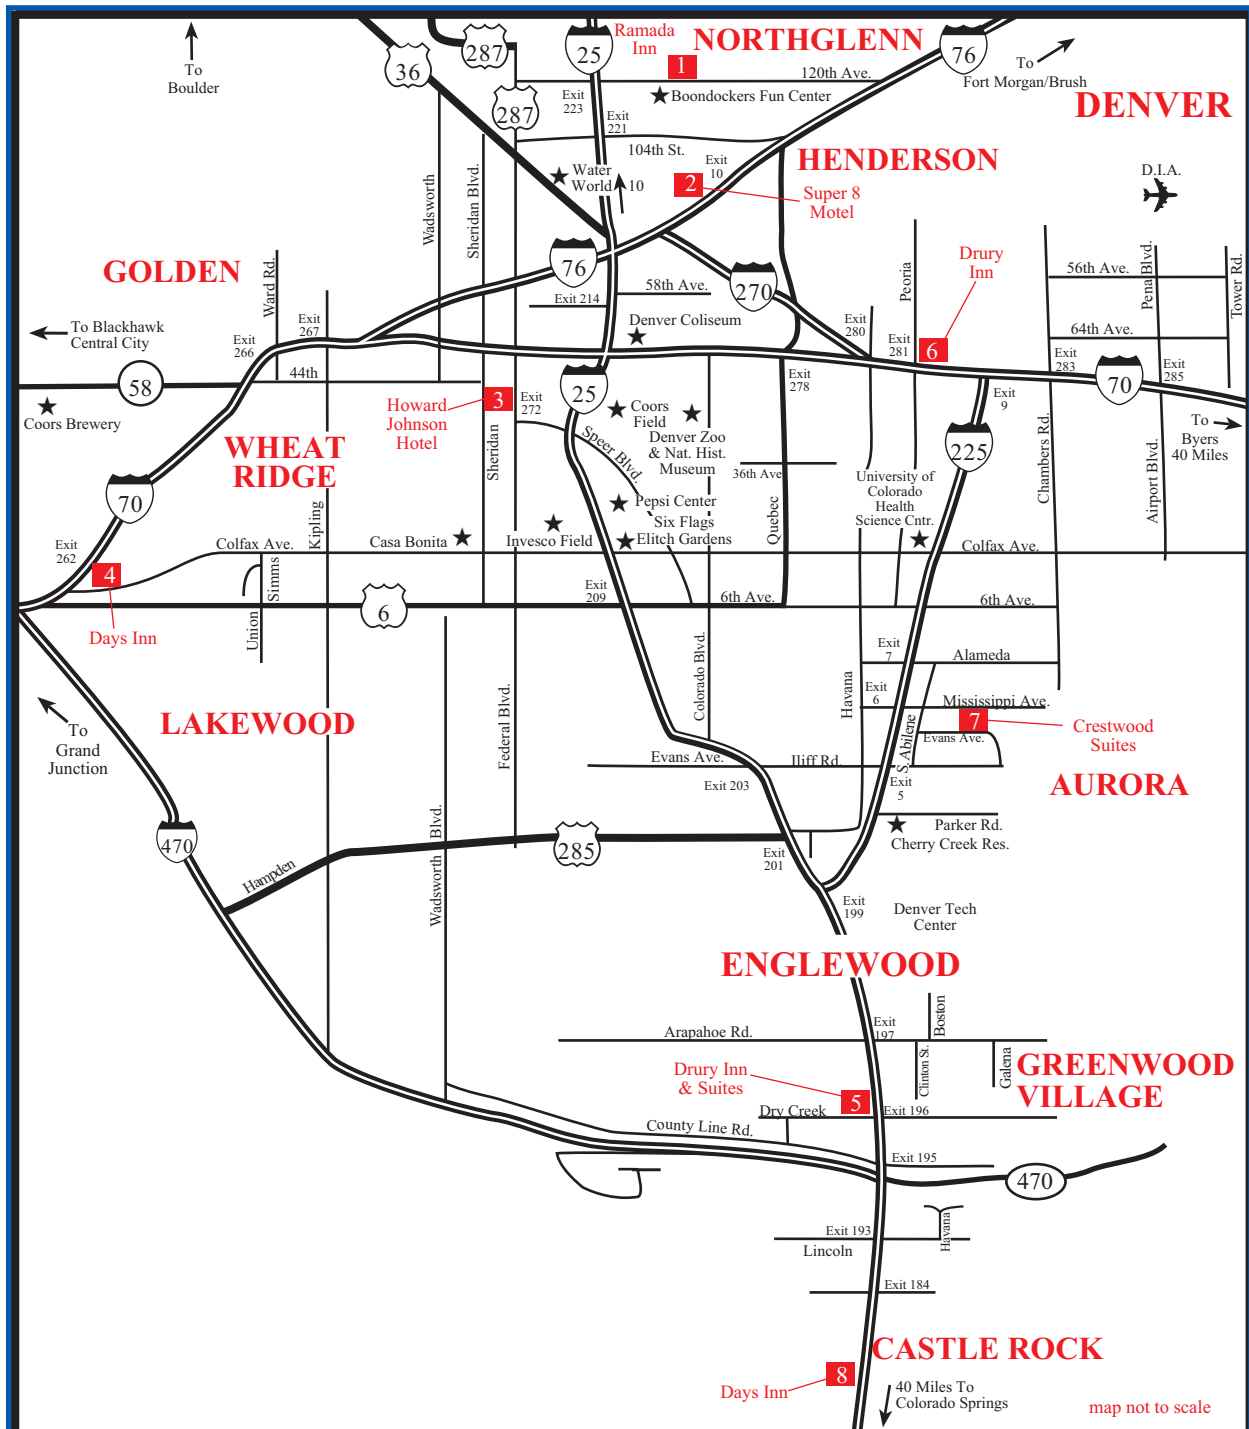 To
Boulder
36
287
287
25
Ramada
Inn
NORTHGLENN
1
120th Ave.
76
To
Fort Morgan/Brush
DENVER
Exit
223
Boondockers Fun Center
Exit
221
104th St.
HENDERSON
Exit
10
Water
World
10
2
Super 8
Motel
D.I.A.
Wadsworth
Sheridan Blvd.
GOLDEN
Ward Rd.
76
270
Peoria
Drury
Inn
56th Ave.
Pena Blvd.
Tower Rd.
58th Ave.
Exit 214
Denver Coliseum
To Blackhawk
Central City
Exit
266
Exit
267
Exit
280
Exit
281
6
64th Ave.
Exit
283
Exit
285
70
58
44th
Coors Brewery
Howard
Johnson
Hotel
3
Exit
272
25
Coors
Field
Denver Zoo
& Nat. Hist.
Museum
Exit
278
Exit
9
To
Byers
40 Miles
WHEAT
RIDGE
Sheridan
Speer Blvd.
36th Ave
225
Chambers Rd.
Airport Blvd.
70
Kipling
Pepsi Center
Six Flags
Elitch Gardens
Quebec
University of
Colorado
Health
Science Cntr.
Exit
262
Colfax Ave.
Casa Bonita
Invesco Field
Colfax Ave.
4
Simms
Union
6
Exit
209
6th Ave.
6th Ave.
Days Inn
Exit
7
Alameda
Colorado Blvd.
Havana
Exit
6
Mississippi Ave.
7
Crestwood
Suites
LAKEWOOD
To
Grand
Junction
Federal Blvd.
S. Abilene
Evans Ave.
Evans Ave.
Iliff Rd.
Exit 203
Exit
5
AURORA
470
Hampden
Wadsworth Blvd.
285
Exit
201
Parker Rd.
Cherry Creek Res.
Exit
199
Denver Tech
Center
ENGLEWOOD
Arapahoe Rd.
Exit
197
Boston
Clinton St.
Galena
GREENWOOD
VILLAGE
Drury Inn
& Suites
5
Dry Creek
Exit 196
County Line Rd.
Exit 195
470
Exit 193
Lincoln
Havana
Exit 184
CASTLE ROCK
8
Days Inn
40 Miles To
Colorado Springs
map not to scale